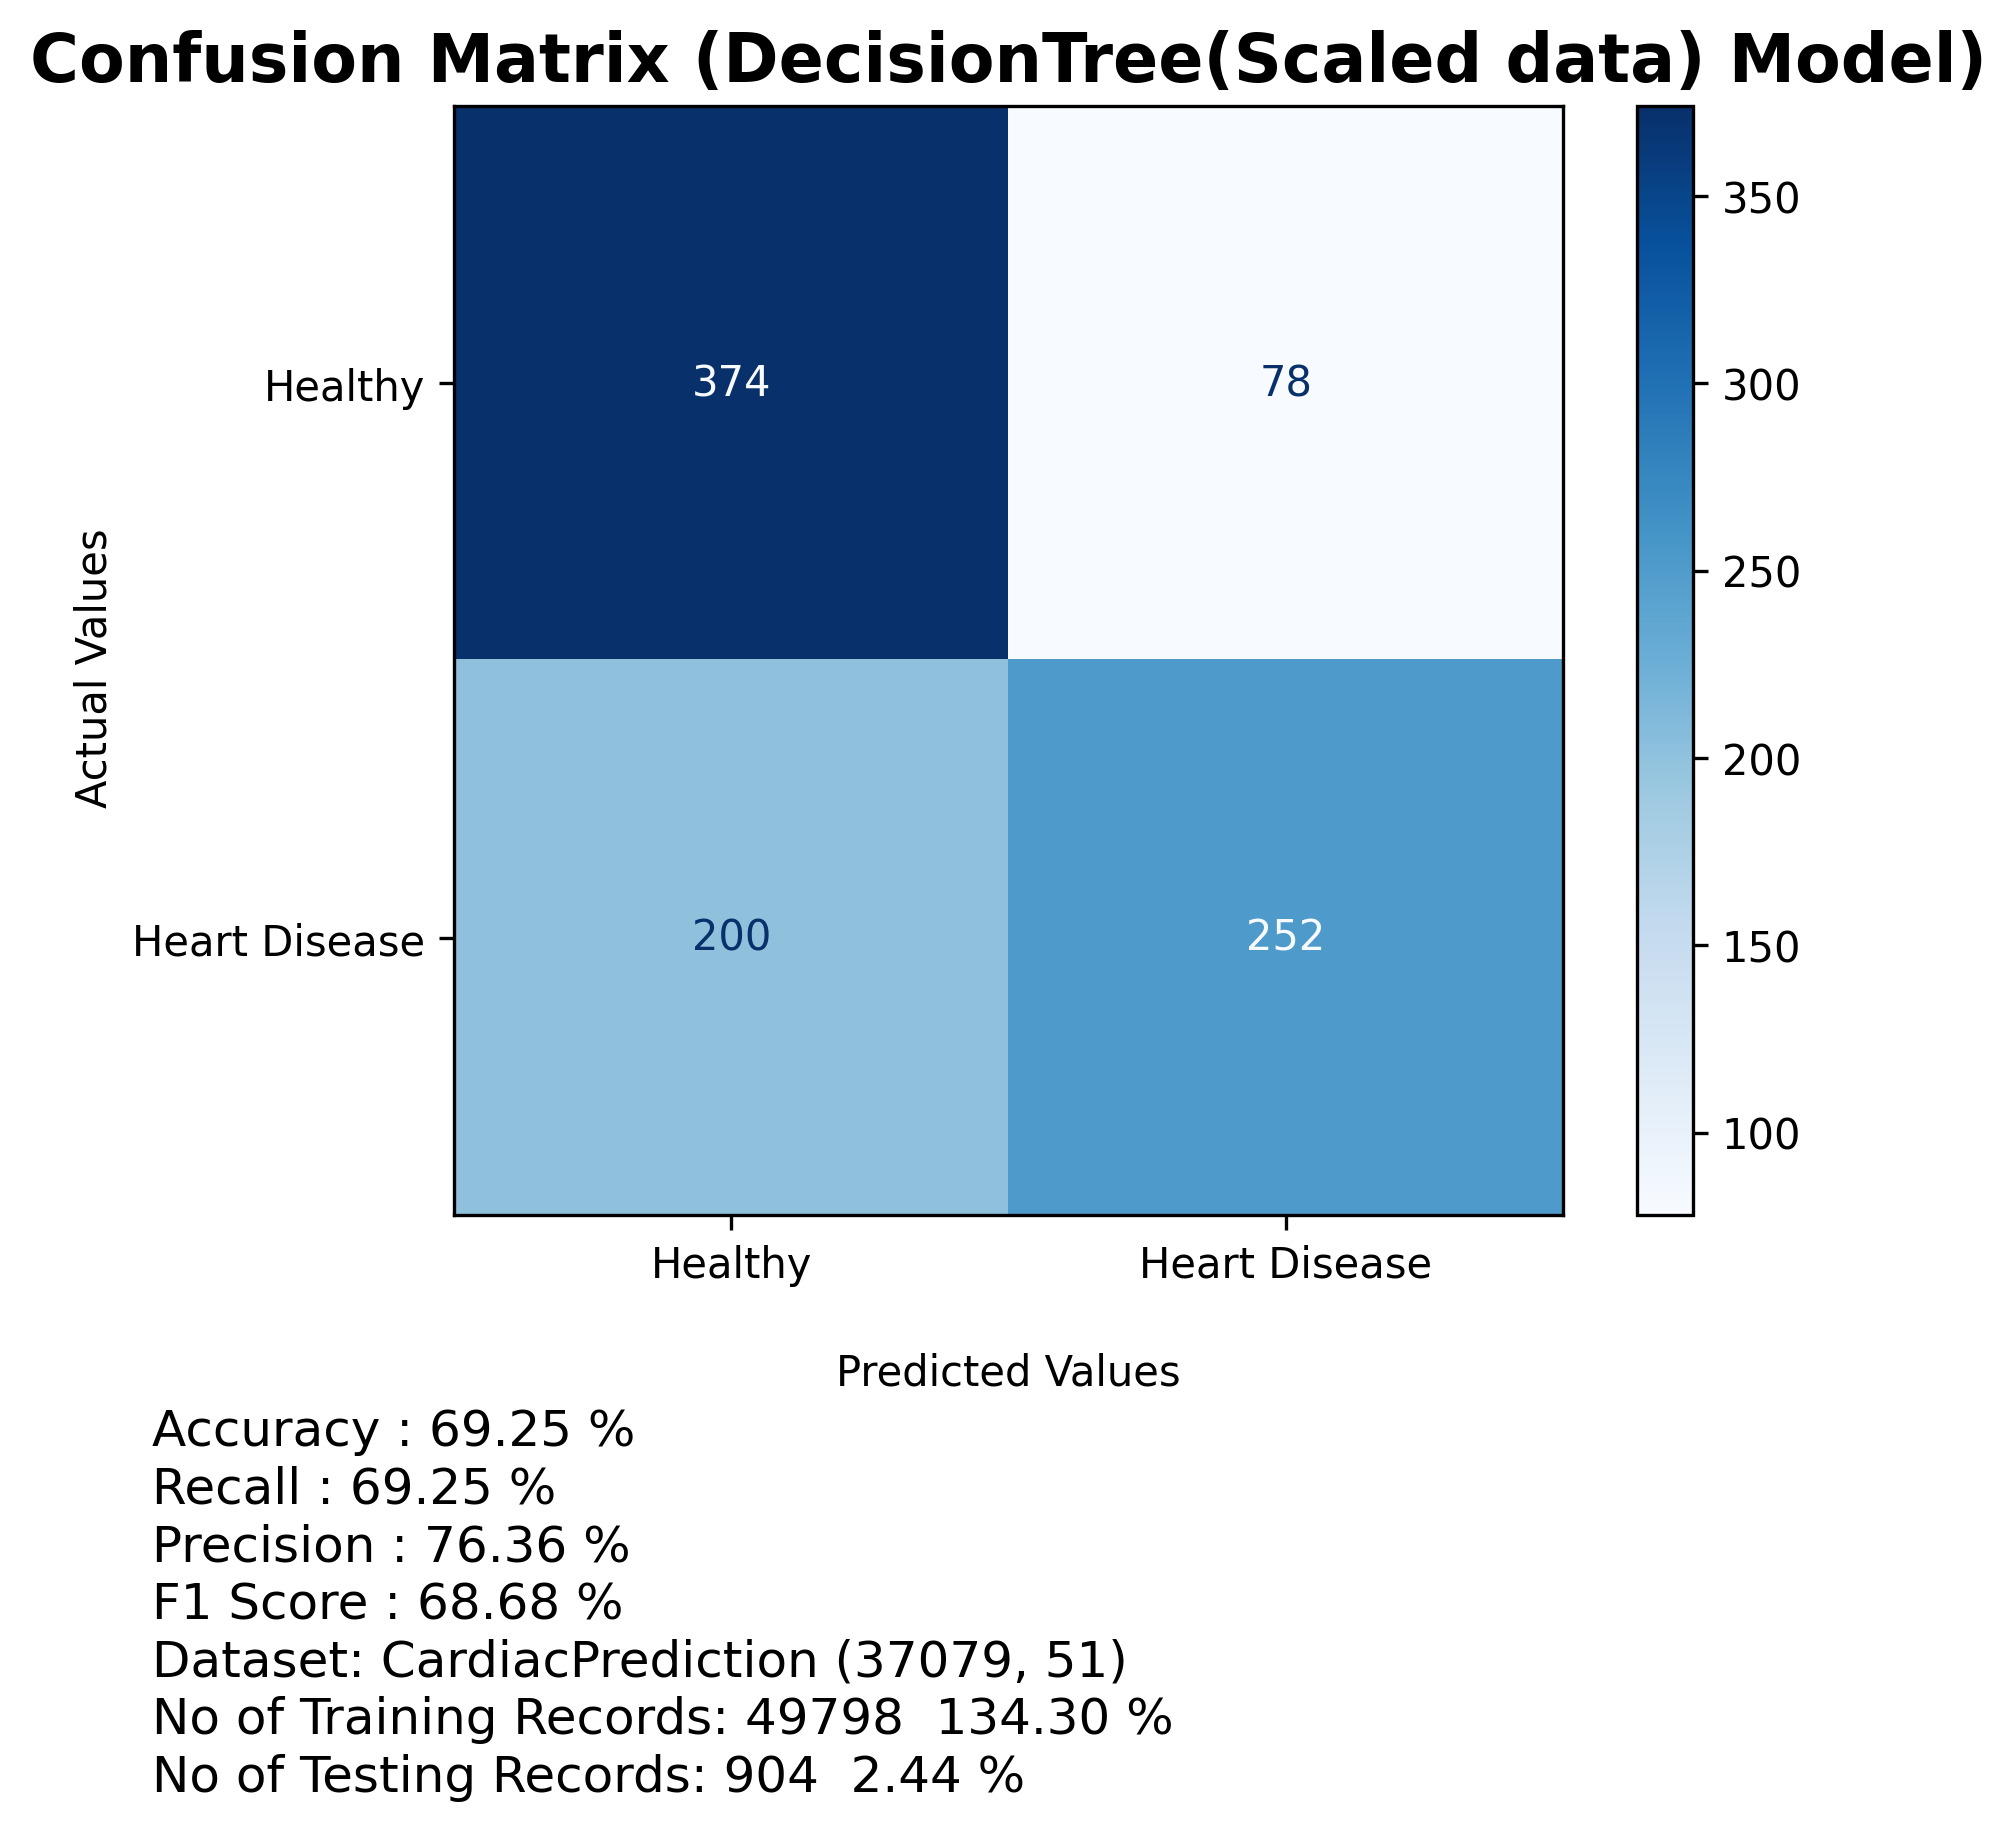 Confusion Matrix (DecisionTree(Scaled data) Model)
Actual Values
Healthy
374
78
Heart Disease
200
252
350
300
250
200
150
100
Healthy
Heart Disease
Predicted Values
Accuracy : 69.25 %
Recall : 69.25 %
Precision : 76.36 %
F1 Score : 68.68 %
Dataset: CardiacPrediction (37079, 51)
No of Training Records: 49798  134.30 %
No of Testing Records: 904  2.44 %